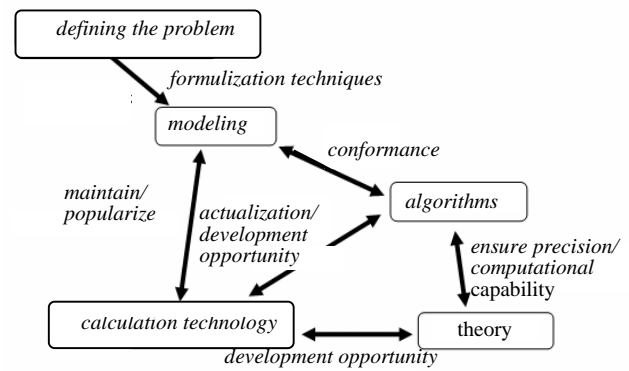 defining the problem
formulization techniques
modeling
conformance
maintain/
popularize
actualization/
development
opportunity
algorithms
ensure precision/
computational
capability
calculation technology
theory
development opportunity